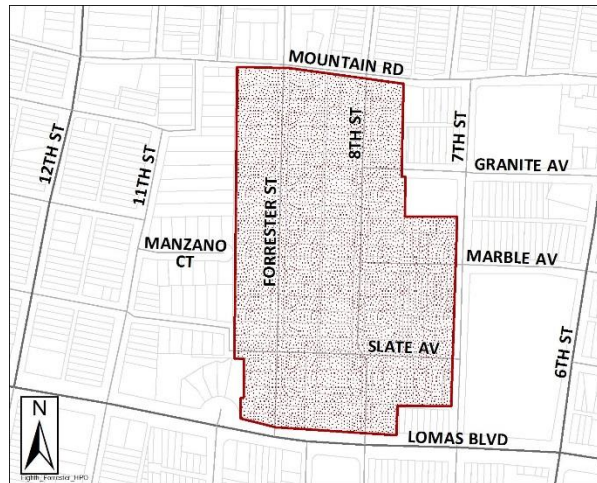 MOUNTAIN RD
12TH ST
11TH ST
8TH ST
7TH ST
GRANITE AV
FORRESTER ST
MANZANO
CT
MARBLE AV
SLATE AV
6TH ST
N
LOMAS BLVD
Eighth_Forrester_HPO